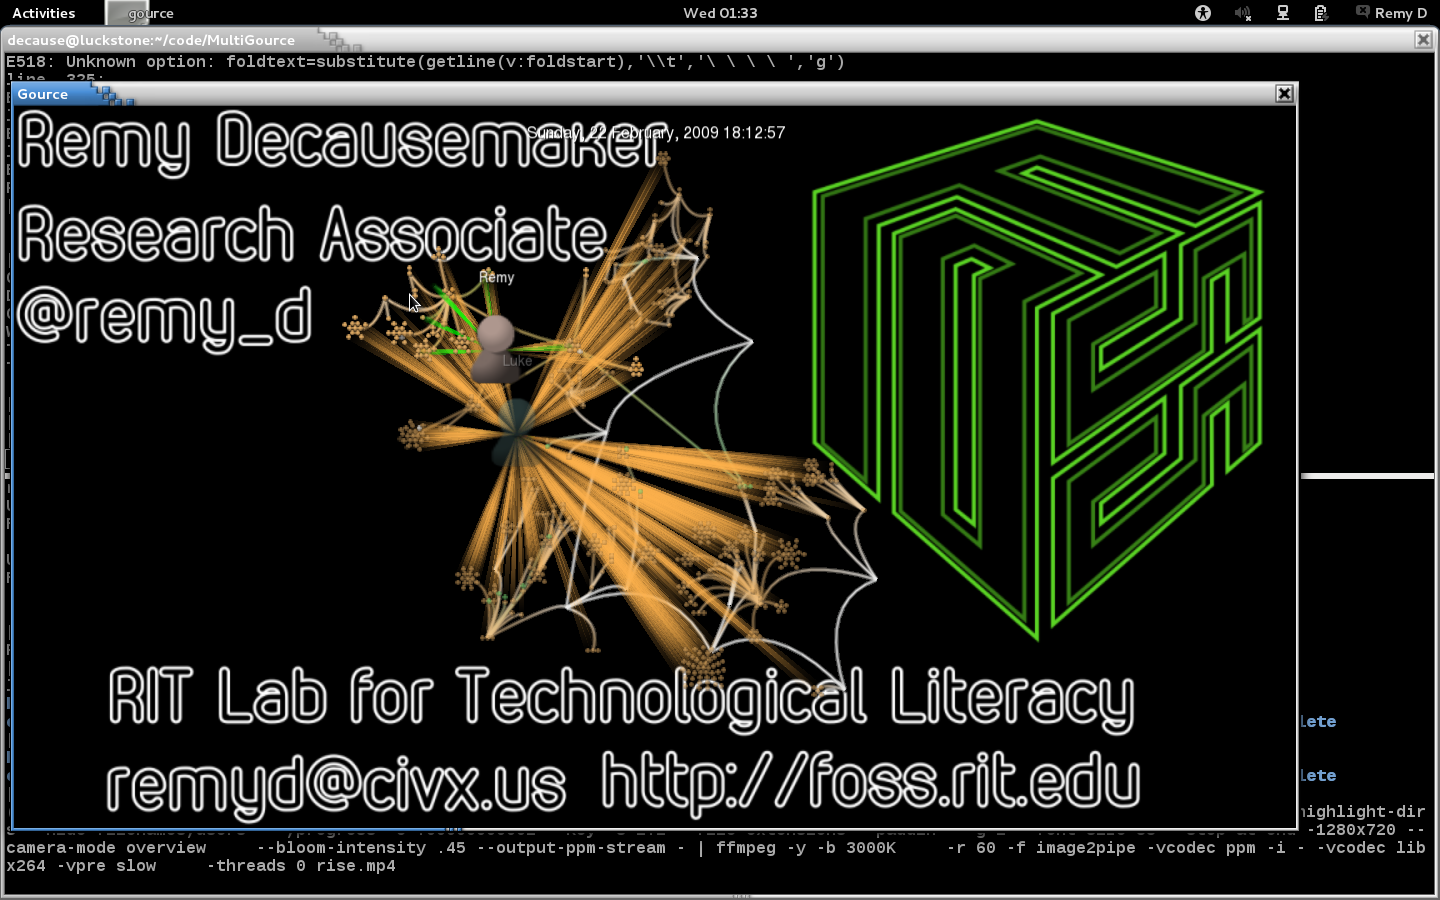 Activities gource Wed 01:33 Remy D
decause@luckstone:~/code/MultiGource
E518: Unknown option: foldtext=substitute(getline(v:foldstart),'\\t','\ \ \ \ ','g')
line 325:
Gource
Sunday, 22 February, 2009 18:12:57
Remy Decausemaker
Research Associate
@remy_d
Remy
Luke
RIT Lab for Technological Literacy
remyd@civx.us http://foss.rit.edu
lete
lete
highlight-dir
-1280x720 --
camera-mode overview --bloom-intensity .45 --output-ppm-stream - | ffmpeg -y -b 3000K -r 60 -f image2pipe -vcodec ppm -i - -vcodec lib
x264 -vpre slow -threads 0 rise.mp4